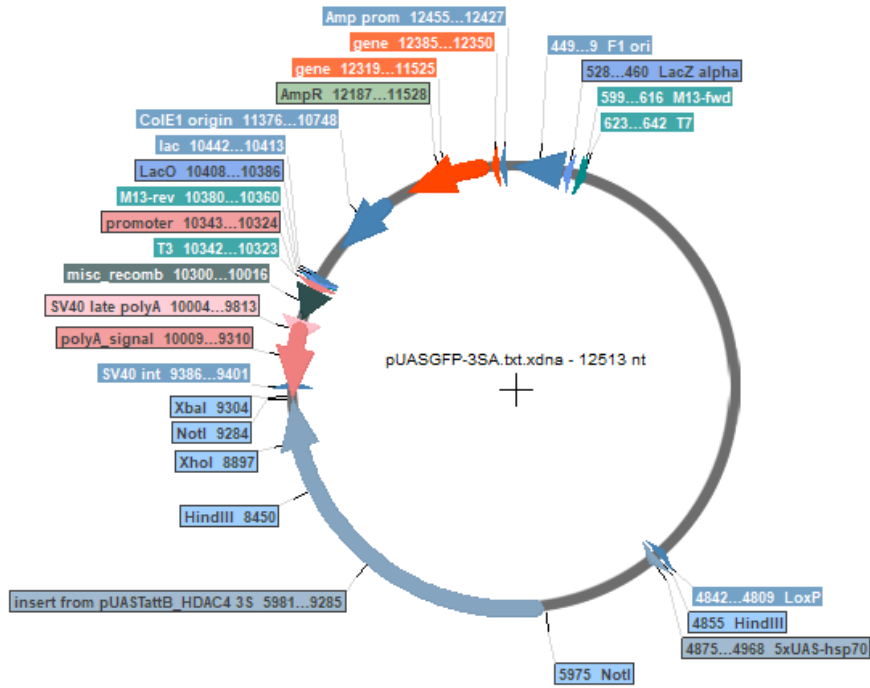 Amp prom 12455...12427
gene 12385...12350
gene 12319...11525
AmpR 12187...11528
ColE1 origin 11376...10748
lac 10442...10413
LacO 10408...10386
M13-rev 10380...10360
promoter 10343...10324
T3 10342...10323
misc_recomb 10300...10016
SV40 late polyA 10004...9813
polyA_signal 10009...9310
SV40 int 9386...9401
XbaI 9304
NotI 9284
XhoI 8897
HindIII 8450
insert from pUASTattB_HDAC4 3S 5981...9285
449...9 F1 ori
528...460 LacZ alpha
599...616 M13-fwd
623...642 T7
pUASGFP-3SA.txt.xdna - 12513 nt
4842...4809 LoxP
4855 HindIII
4875...4968 5xUAS-hsp70
5975 NotI